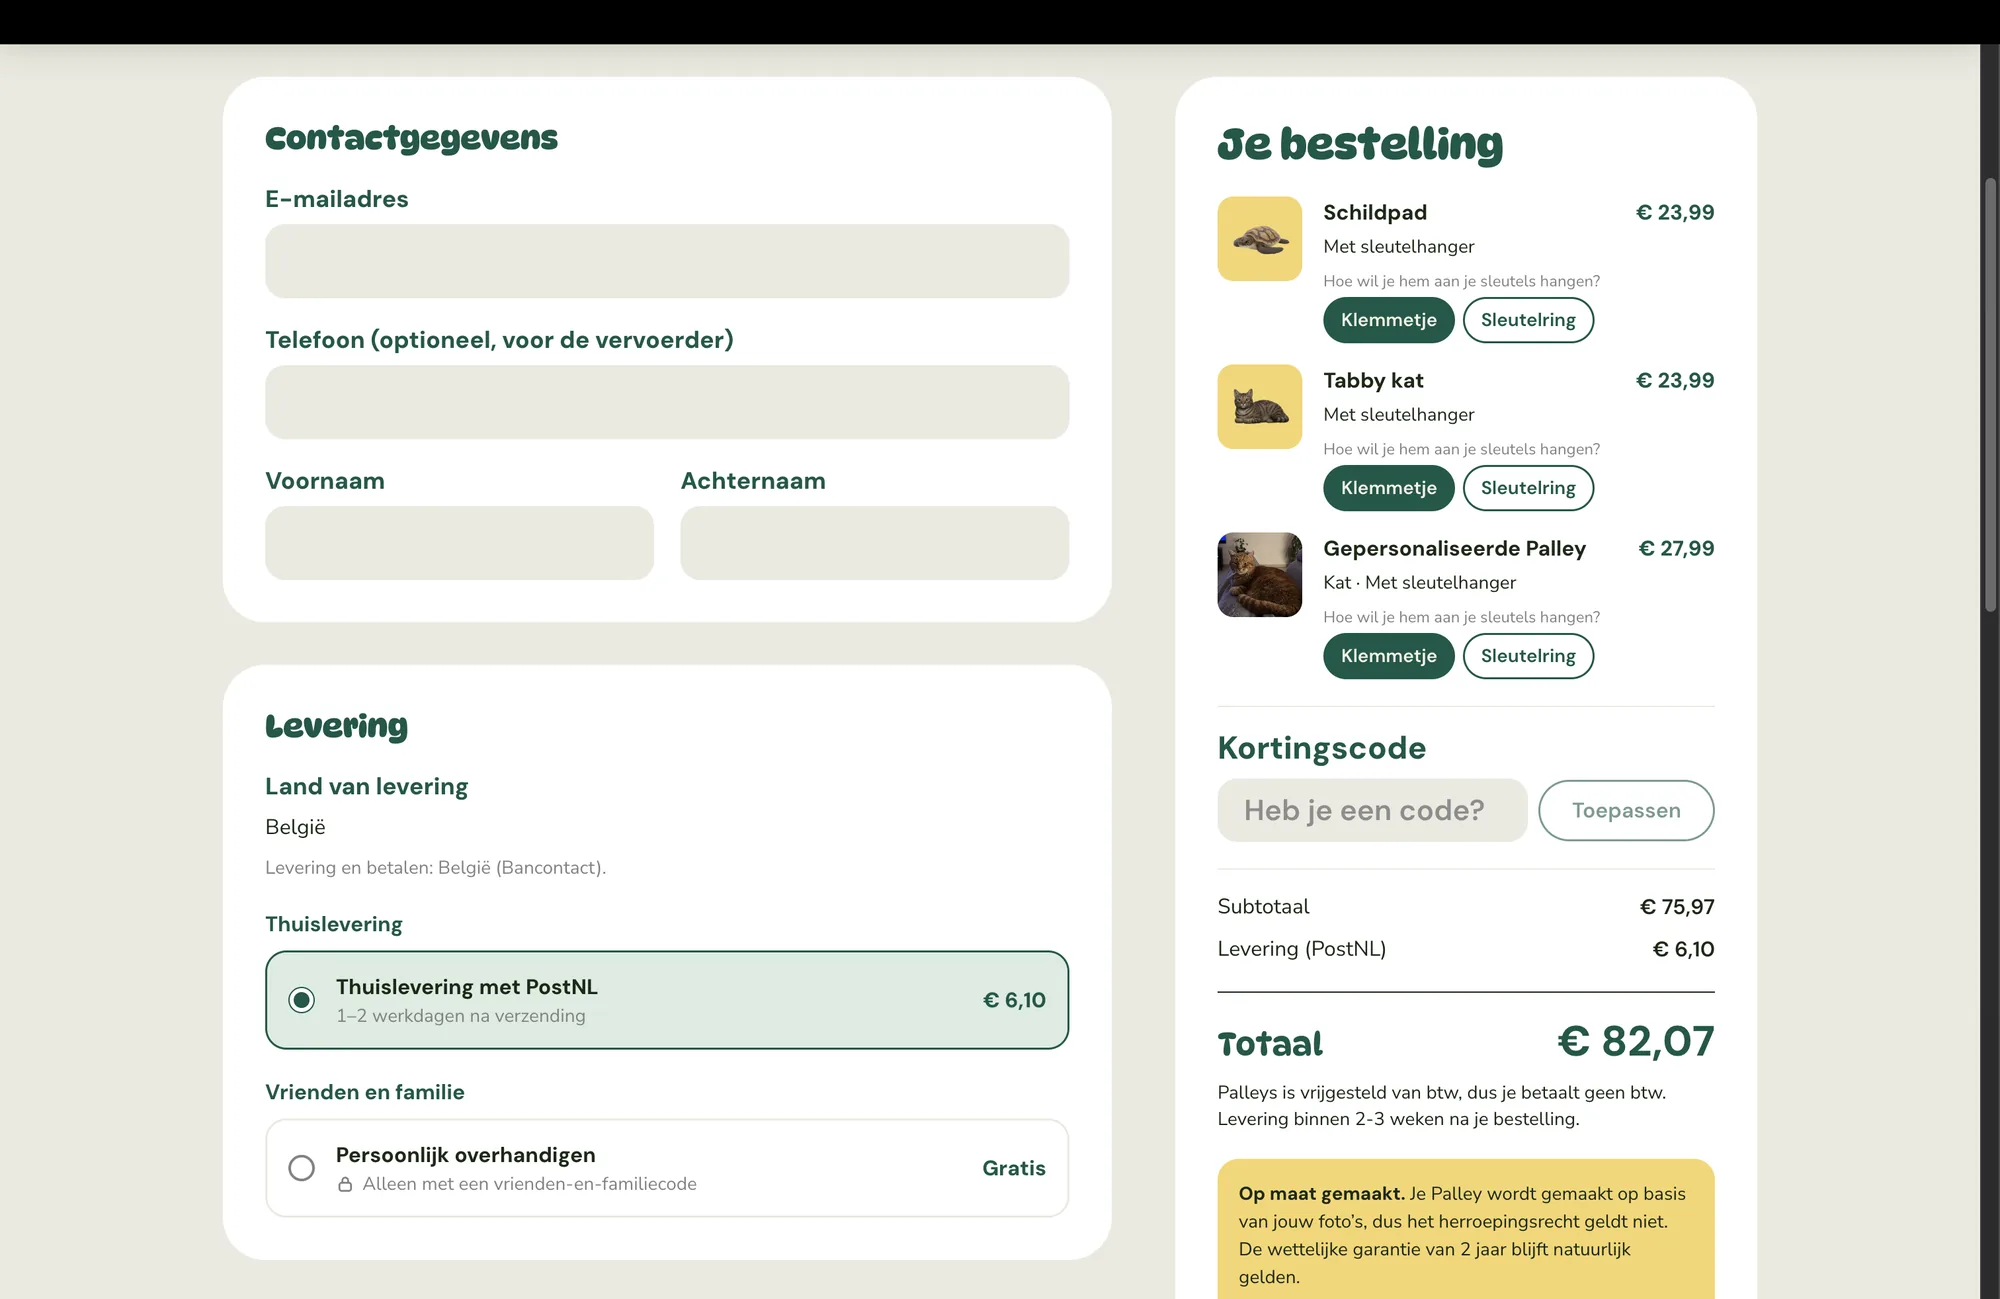 Contactgegevens
E-mailadres
Telefoon (optioneel, voor de vervoerder)
Voornaam
Achternaam
Levering
Land van levering
België
Levering en betalen: België (Bancontact).
Thuislevering
Thuislevering met PostNL
1–2 werkdagen na verzending
€ 6,10
Vrienden en familie
Persoonlijk overhandigen
Alleen met een vrienden-en-familiecode
Gratis
Je bestelling
Schildpad
€ 23,99
Met sleutelhanger
Hoe wil je hem aan je sleutels hangen?
Klemmetje
Sleutelring
Tabby kat
€ 23,99
Met sleutelhanger
Hoe wil je hem aan je sleutels hangen?
Klemmetje
Sleutelring
Gepersonaliseerde Palley
€ 27,99
Kat · Met sleutelhanger
Hoe wil je hem aan je sleutels hangen?
Klemmetje
Sleutelring
Kortingscode
Heb je een code?
Toepassen
Subtotaal
€ 75,97
Levering (PostNL)
€ 6,10
Totaal
€ 82,07
Palleys is vrijgesteld van btw, dus je betaalt geen btw.
Levering binnen 2-3 weken na je bestelling.
Op maat gemaakt. Je Palley wordt gemaakt op basis
van jouw foto’s, dus het herroepingsrecht geldt niet.
De wettelijke garantie van 2 jaar blijft natuurlijk
gelden.